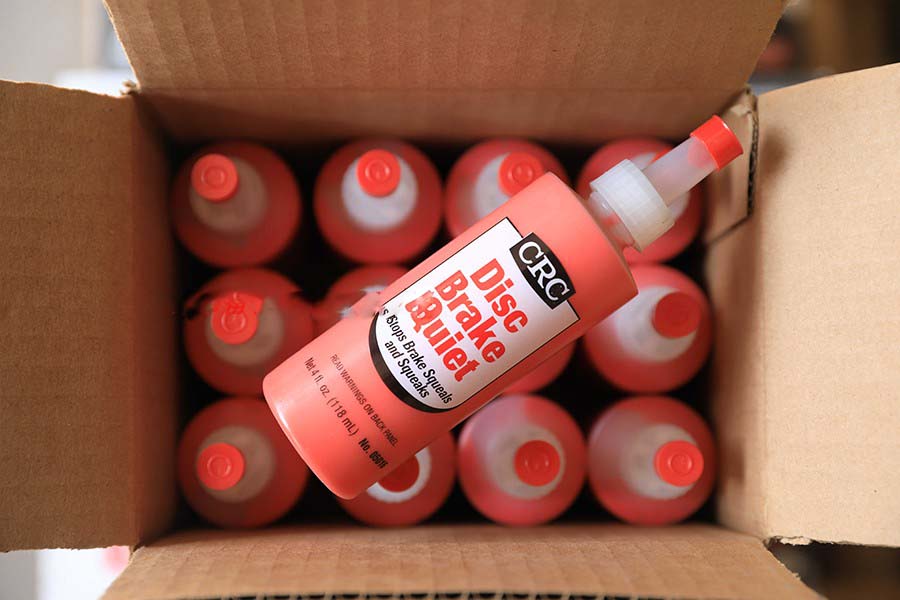 CRC
Disc
Brake
Quiet
Stops Brake Squeals
and Squeaks
READ WARNINGS ON BACK PANEL
Net 4 fl. oz. (118 mL) No. 05016